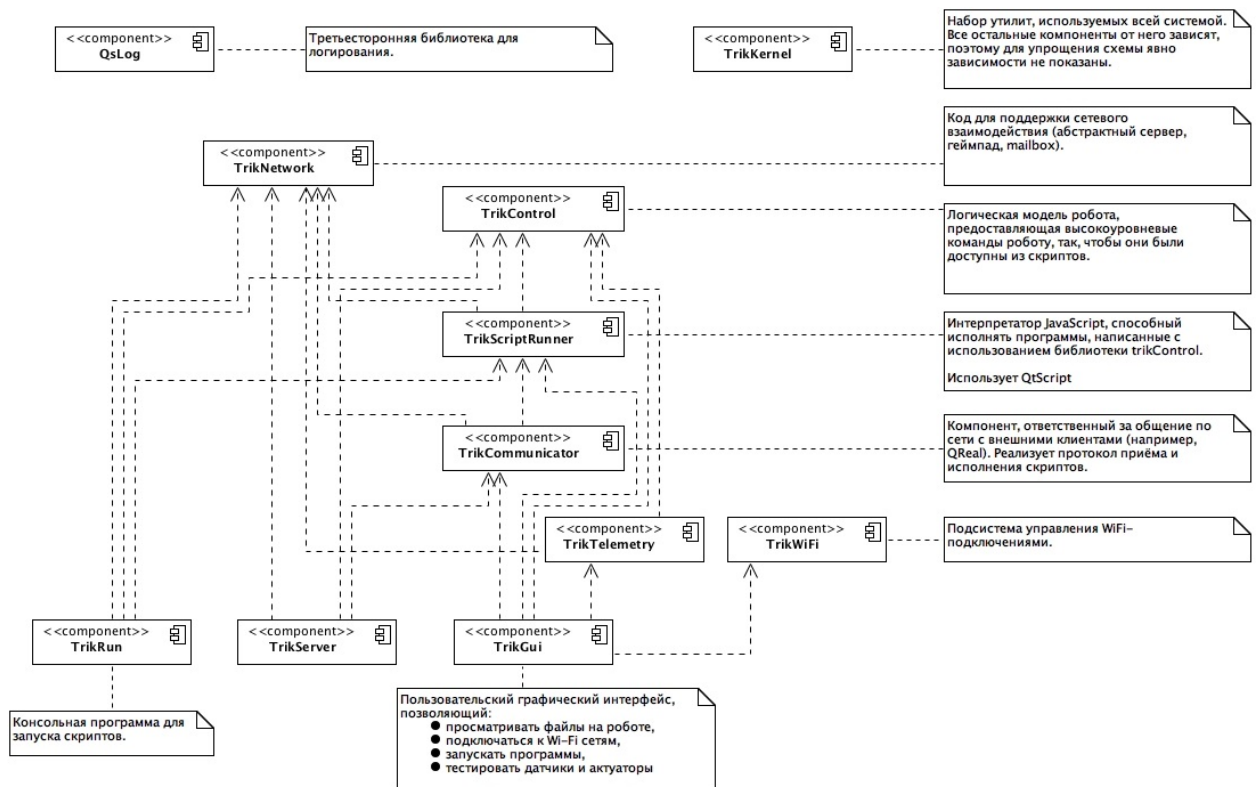 <<component>>
QsLog
Третьесторонняя библиотека для
логирования.
<<component>>
TrikKernel
Набор утилит, используемых всей системой.
Все остальные компоненты от него зависят,
поэтому для упрощения схемы явно
зависимости не показаны.
<<component>>
TrikNetwork
Код для поддержки сетевого
взаимодействия (абстрактный сервер,
геймпад, mailbox).
<<component>>
TrikControl
Логическая модель робота,
предоставляющая высокоуровневые
команды роботу, так, чтобы они были
доступны из скриптов.
<<component>>
TrikScriptRunner
Интерпретатор JavaScript, способный
исполнять программы, написанные с
использованием библиотеки trikControl.
Использует QtScript
<<component>>
TrikCommunicator
Компонент, ответственный за общение по
сети с внешними клиентами (например,
QReal). Реализует протокол приёма и
исполнения скриптов.
<<component>>
TrikTelemetry
<<component>>
TrikWiFi
Подсистема управления WiFi-
подключениями.
<<component>>
TrikRun
<<component>>
TrikServer
<<component>>
TrikGui
Консольная программа для
запуска скриптов.
Пользовательский графический интерфейс,
позволяющий:
● просматривать файлы на роботе,
● подключаться к Wi-Fi сетям,
● запускать программы,
● тестировать датчики и актуаторы